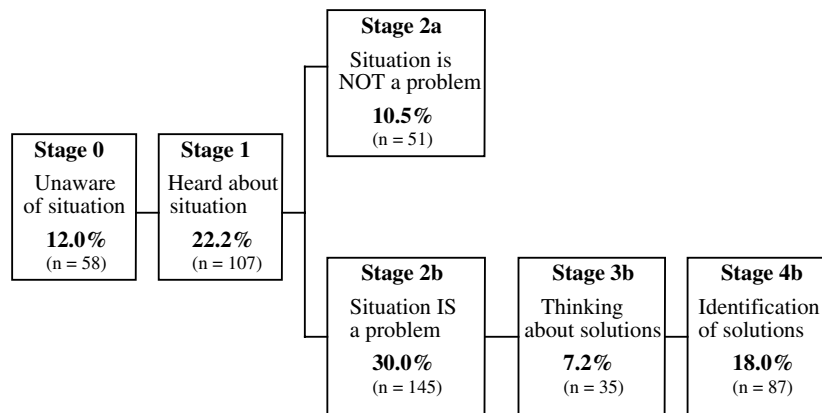 Stage 2a
Situation is
NOT a problem
10.5%
(n = 51)
Stage 0
Unaware
of situation
12.0%
(n = 58)
Stage 1
Heard about
situation
22.2%
(n = 107)
Stage 2b
Situation IS
a problem
30.0%
(n = 145)
Stage 3b
Thinking
about solutions
7.2%
(n = 35)
Stage 4b
Identification
of solutions
18.0%
(n = 87)